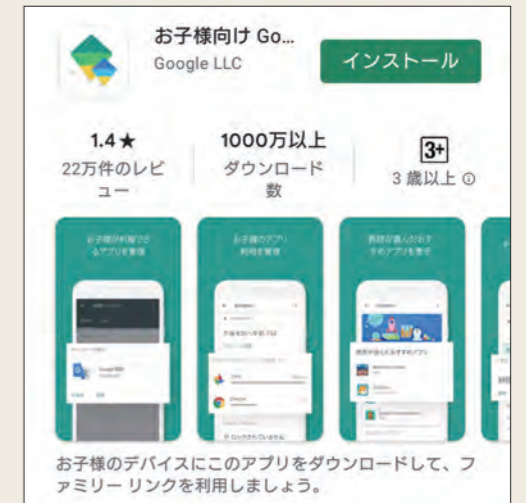 お子様向け Go...
Google LLC
インストール
1.4★
22万件のレビ
ュー
1000万以上
ダウンロード
数
3+
3 歳以上
お子様が利用でき
るアプリを管理
お子様のアプリ
利用を管理
教師が選んだおす
すめアプリを表示
お子様のデバイスにこのアプリをダウンロードして、フ
ァミリー リンクを利用しましょう。